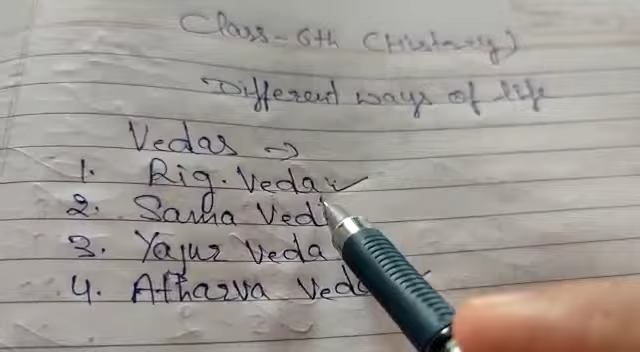 Class-6th (History)
Different ways of life
Vedas →
1. Rig. Veda ✓
2. Sama Veda
3. Yajur Veda
4. Atharva Veda